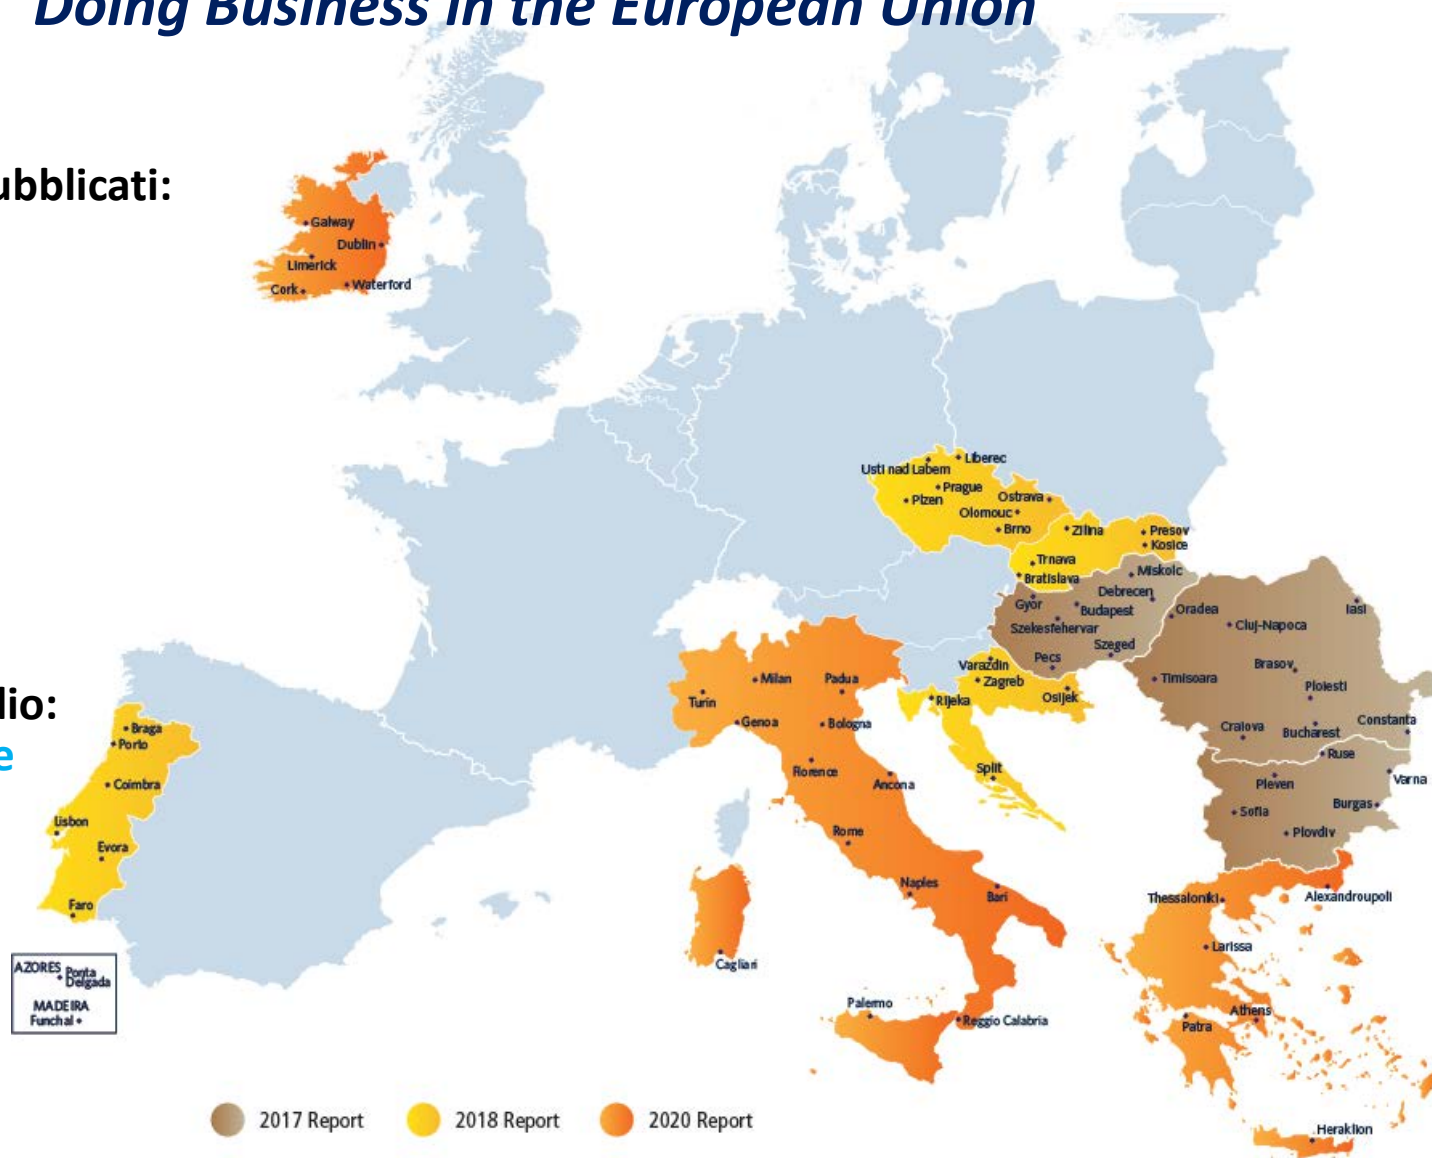 Doing Business in the European Union
ubblicati:
Galway
Dublin
Limerick
Cork
Waterford
Usti nad Labem
Liberec
Prague
Plzen
Ostrava
Olomouc
Brno
Zilina
Presov
Kosice
Trnava
Bratislava
Miskolc
Debrecen
Gyor
Budapest
Szekesfehervar
Szeged
Pecs
Oradea
Cluj-Napoca
Iasi
Timisoara
Brasov
Ploiesti
Craiova
Bucharest
Constanta
Varazdin
Zagreb
Rijeka
Osijek
Split
Ruse
Pleven
Varna
Sofia
Burgas
Plovdiv
Turin
Milan
Padua
Genoa
Bologna
Florence
Ancona
Rome
Naples
Bari
Cagliari
Palermo
Reggio Calabria
lio:
e
Braga
Porto
Coimbra
Lisbon
Evora
Faro
AZORES
Ponta
Delgada
MADEIRA
Funchal
Thessaloniki
Alexandroupoli
Larissa
Athens
Patra
Heraklion
2017 Report
2018 Report
2020 Report